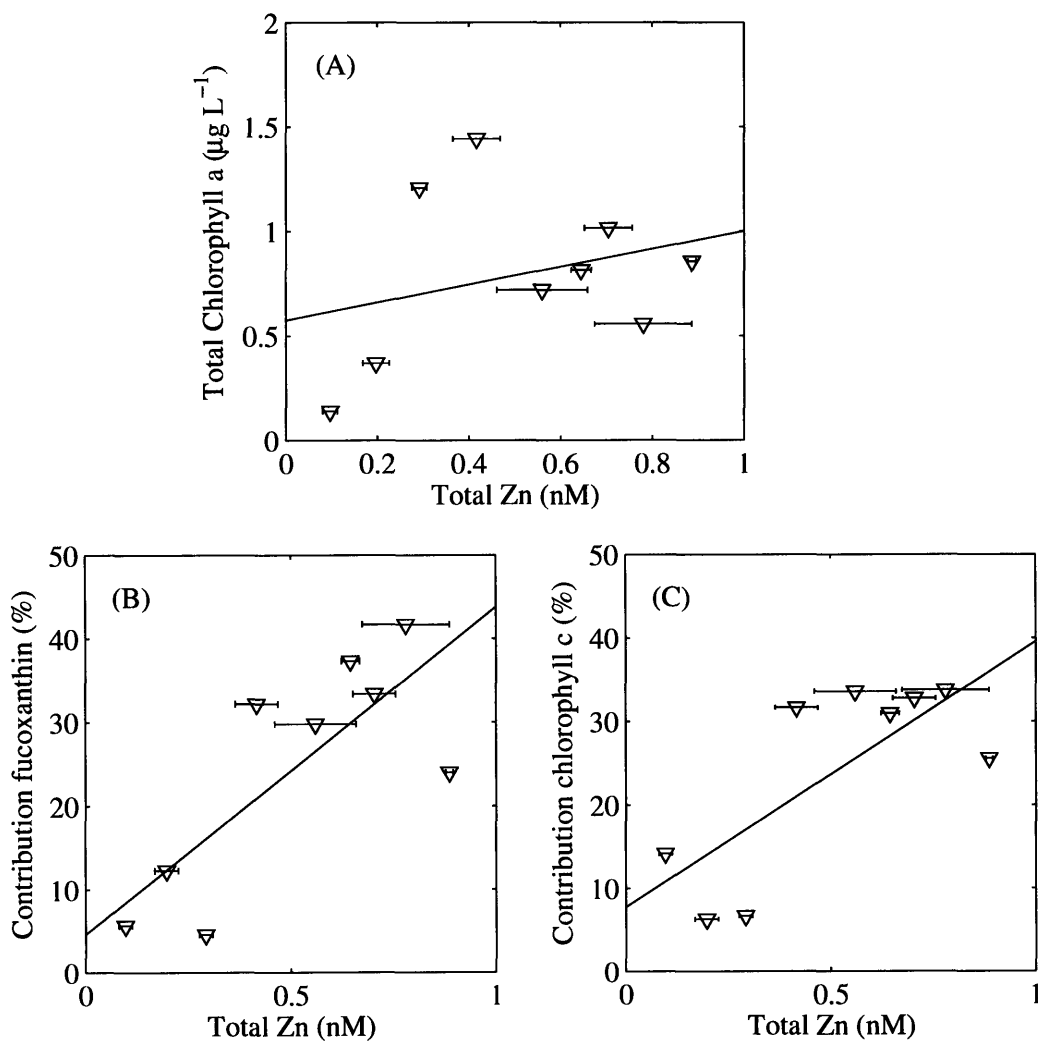 (A)
Total Chlorophyll a (μg L⁻¹)
2
1.5
1
0.5
0
0 0.2 0.4 0.6 0.8 1
Total Zn (nM)
(B)
Contribution fucoxanthin (%)
50
40
30
20
10
0
0 0.5 1
Total Zn (nM)
(C)
Contribution chlorophyll c (%)
50
40
30
20
10
0
0 0.5 1
Total Zn (nM)